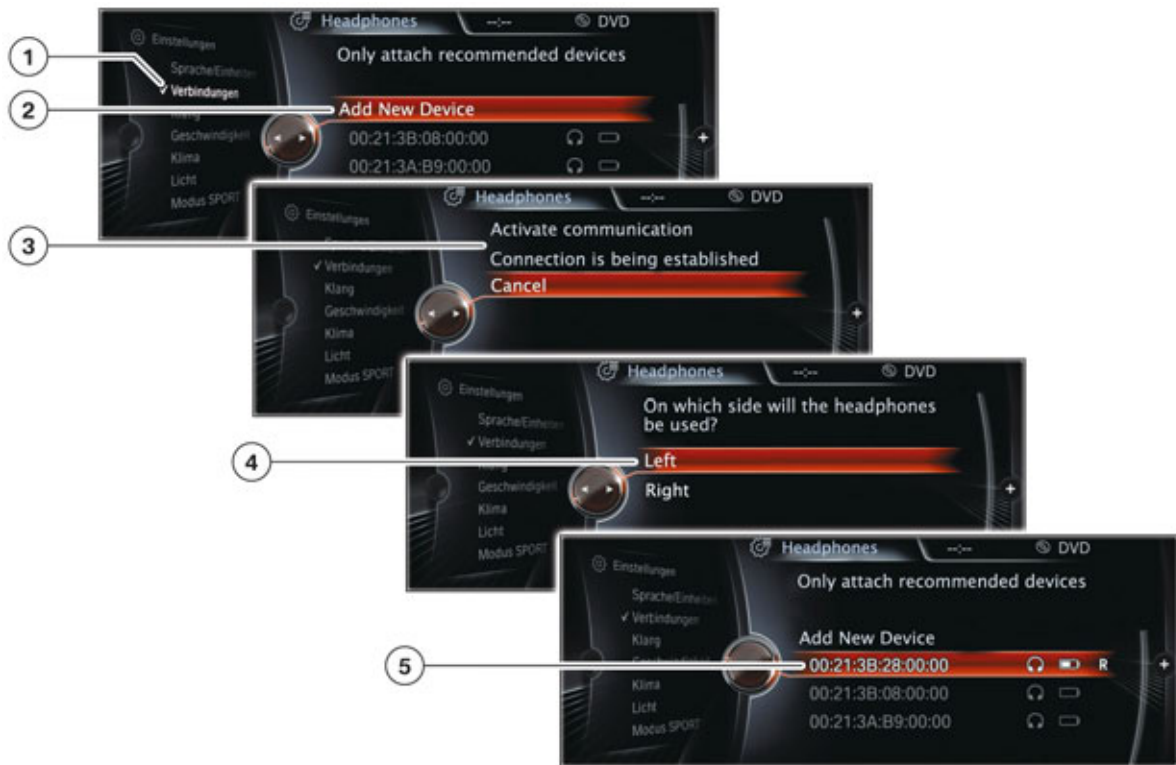 Headphones
--:--
DVD
Einstellungen
Only attach recommended devices
1
Sprache/Einheiten
Verbindungen
2
Add New Device
Klang
00:21:3B:08:00:00
Geschwindigkeit
Klima
00:21:3A:B9:00:00
Licht
Modus SPORT
Headphones
--:--
DVD
Einstellungen
Activate communication
3
Connection is being established
Verbindungen
Cancel
Klang
Geschwindigkeit
Klima
Licht
Modus SPORT
Headphones
--:--
DVD
Einstellungen
On which side will the headphones
be used?
Sprache/Einheiten
Verbindungen
4
Left
Geschwindigkeit
Right
Klima
Licht
Modus SPORT
Headphones
--:--
DVD
Einstellungen
Only attach recommended devices
Sprache/Einheiten
Verbindungen
Klang
Add New Device
5
00:21:3B:28:00:00 R
Klima
00:21:3B:08:00:00
Licht
00:21:3A:B9:00:00
Modus SPORT